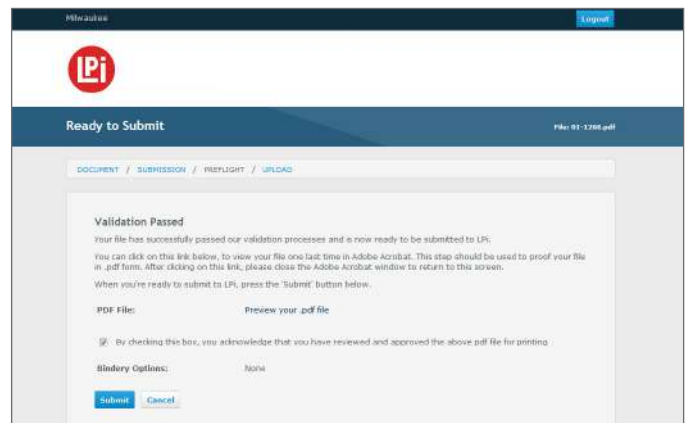 Milwaukee
Logout
LPi
Ready to Submit
File: 01-1266.pdf
DOCUMENT / SUBMISSION / PREFLIGHT / UPLOAD
Validation Passed
Your file has successfully passed our validation processes and is now ready to be submitted to LPi.
You can click on this link below, to view your file one last time in Adobe Acrobat. This step should be used to proof your file
in .pdf form. After clicking on this link, please close the Adobe Acrobat window to return to this screen.
When you're ready to submit to LPi, press the 'Submit' button below.
PDF File: Preview your .pdf file
By checking this box, you acknowledge that you have reviewed and approved the above pdf file for printing
Bindery Options: None
Submit Cancel